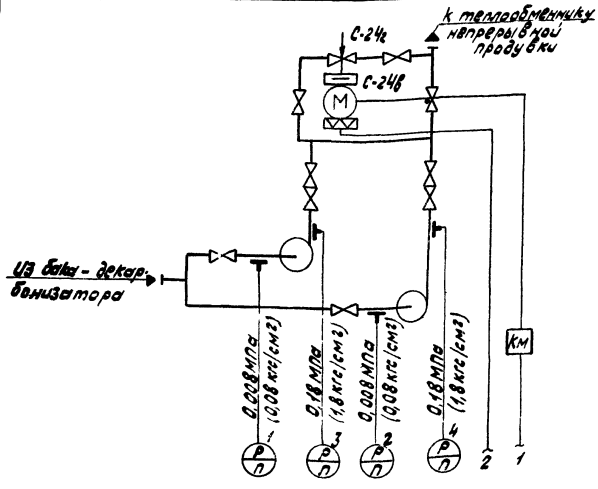 к теплообменнику
непрерывной
продувки
С-24г
С-24в
М
из бака-декар-
бонизатора
0,008 МПа
(0,08 кгс/см²)
0,18 МПа
(1,8 кгс/см²)
0,008 МПа
(0,08 кгс/см²)
0,18 МПа
(1,8 кгс/см²)
КМ
1
3
2
4
Р
П
Р
П
Р
П
Р
П
2
1